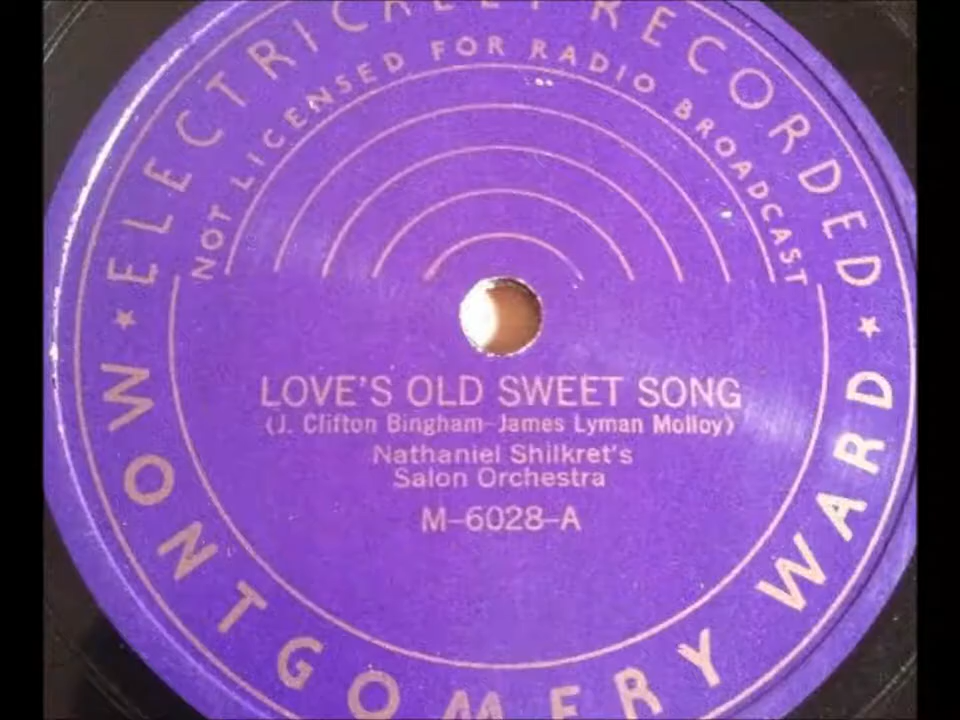 ELECTRICALLY RECORDED
NOT LICENSED FOR RADIO BROADCAST
LOVE'S OLD SWEET SONG
(J. Clifton Bingham–James Lyman Molloy)
Nathaniel Shilkret's
Salon Orchestra
M–6028–A
★ MONTGOMERY WARD ★